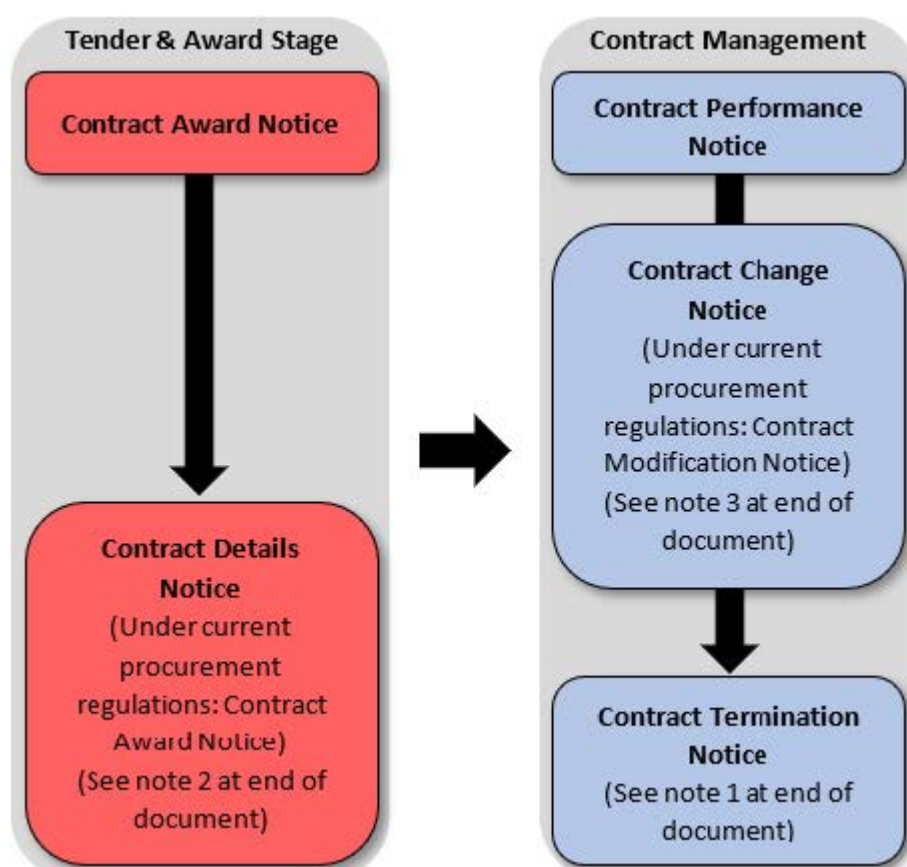 Tender & Award Stage
Contract Award Notice
Contract Details
Notice
(Under current
procurement
regulations: Contract
Award Notice)
(See note 2 at end of
document)
Contract Management
Contract Performance
Notice
Contract Change
Notice
(Under current
procurement
regulations: Contract
Modification Notice)
(See note 3 at end of
document)
Contract Termination
Notice
(See note 1 at end of
document)